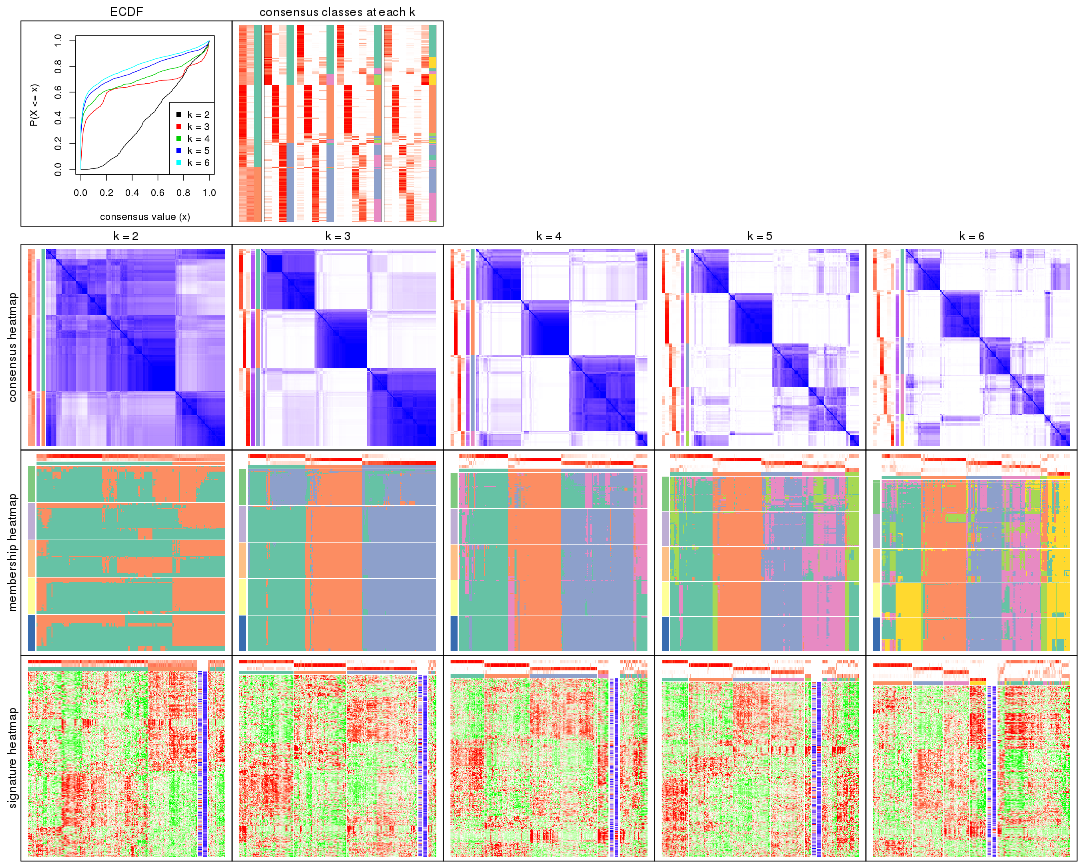 ECDF
consensus classes at each k
P(X <= x)
0.0 0.2 0.4 0.6 0.8 1.0
k = 2
k = 3
k = 4
k = 5
k = 6
0.0 0.2 0.4 0.6 0.8 1.0
consensus value (x)
k = 2
k = 3
k = 4
k = 5
k = 6
consensus heatmap
membership heatmap
signature heatmap